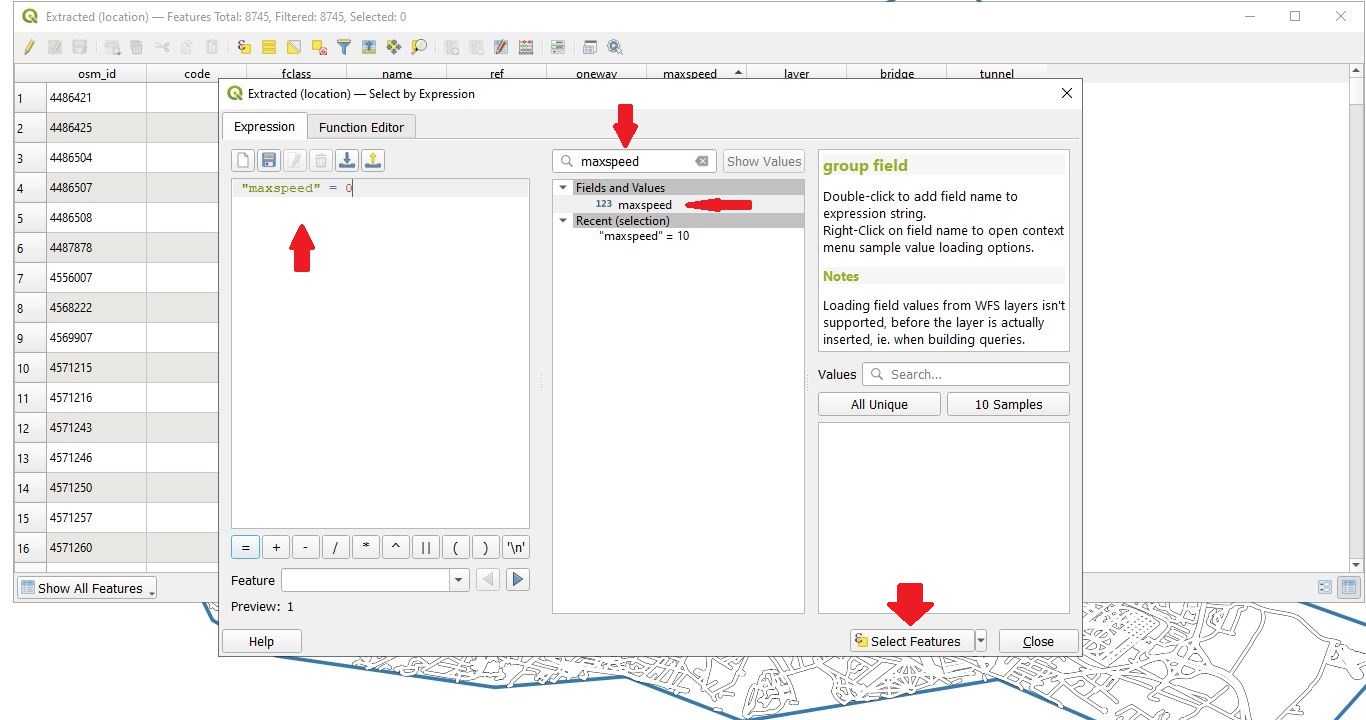 Extracted (location) — Features Total: 8745, Filtered: 8745, Selected: 0
osm_id code fclass name ref oneway maxspeed layer bridge tunnel
1 4486421
2 4486425
3 4486504
4 4486507
5 4486508
6 4487878
7 4556007
8 4568222
9 4569907
10 4571215
11 4571216
12 4571243
13 4571246
14 4571250
15 4571257
16 4571260
Show All Features
Extracted (location) — Select by Expression
Expression Function Editor
"maxspeed" = 0
= + - / * ^ || ( ) '\n'
Feature
Preview: 1
Help
maxspeed Show Values
Fields and Values
123 maxspeed
Recent (selection)
"maxspeed" = 10
group field
Double-click to add field name to
expression string.
Right-Click on field name to open context
menu sample value loading options.
Notes
Loading field values from WFS layers isn't
supported, before the layer is actually
inserted, ie. when building queries.
Values Search...
All Unique 10 Samples
Select Features Close